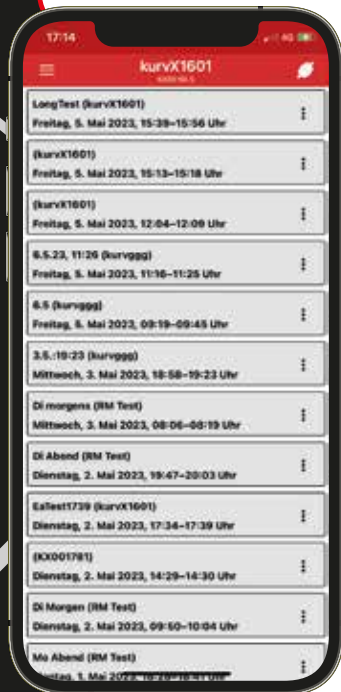 17:14
4G
kurvX1601
LongTest (kurvX1601)
Freitag, 5. Mai 2023, 15:39–15:56 Uhr
(kurvX1601)
Freitag, 5. Mai 2023, 15:13–15:18 Uhr
(kurvX1601)
Freitag, 5. Mai 2023, 12:04–12:09 Uhr
6.5.23, 11:26 (kurvggg)
Freitag, 5. Mai 2023, 11:16–11:25 Uhr
6.5 (kurvggg)
Freitag, 5. Mai 2023, 09:19–09:45 Uhr
3.5.:19:23 (kurvggg)
Mittwoch, 3. Mai 2023, 18:58–19:23 Uhr
Di morgens (RM Test)
Mittwoch, 3. Mai 2023, 08:06–08:19 Uhr
Di Abend (RM Test)
Dienstag, 2. Mai 2023, 19:47–20:03 Uhr
EaTest1739 (kurvX1601)
Dienstag, 2. Mai 2023, 17:34–17:39 Uhr
(KX001781)
Dienstag, 2. Mai 2023, 14:29–14:30 Uhr
Di Morgen (RM Test)
Dienstag, 2. Mai 2023, 09:50–10:04 Uhr
Mo Abend (RM Test)
1. Mai 2023, Uhr